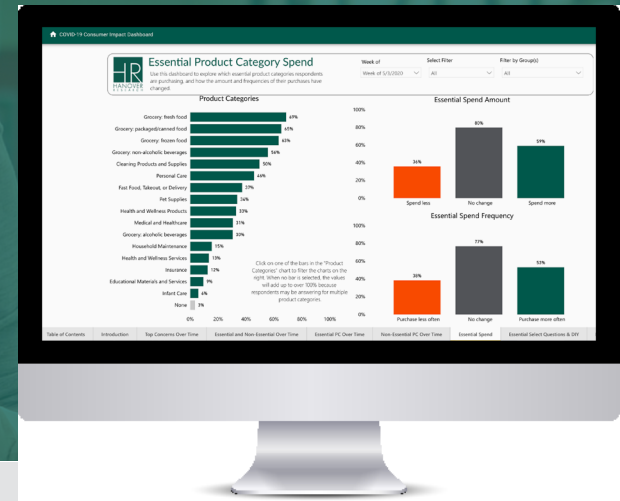 COVID-19 Consumer Impact Dashboard
HR
HANOVER
RESEARCH
Essential Product Category Spend
Use this dashboard to explore which essential product categories respondents
are purchasing, and how the amount and frequencies of their purchases have
changed.
Week of
Week of 5/3/2020
Select Filter
All
Filter by Group(s)
All
Product Categories
Grocery: fresh food 69%
Grocery: packaged/canned food 65%
Grocery: frozen food 63%
Grocery: non-alcoholic beverages 56%
Cleaning Products and Supplies 50%
Personal Care 46%
Fast Food, Takeout, or Delivery 37%
Pet Supplies 34%
Health and Wellness Products 33%
Medical and Healthcare 31%
Grocery: alcoholic beverages 30%
Household Maintenance 15%
Health and Wellness Services 13%
Insurance 12%
Educational Materials and Services 9%
Infant Care 6%
None 3%
0% 20% 40% 60% 80% 100%
Click on one of the bars in the "Product
Categories" chart to filter the charts on the
right. When no bar is selected, the values
will add up to over 100% because
respondents may be answering for multiple
product categories.
Essential Spend Amount
100%
80%
60%
40%
20%
0%
36%
80%
59%
Spend less
No change
Spend more
Essential Spend Frequency
100%
80%
60%
40%
20%
0%
38%
77%
53%
Purchase less often
No change
Purchase more often
Table of Contents
Introduction
Top Concerns Over Time
Essential and Non-Essential Over Time
Essential PC Over Time
Non-Essential PC Over Time
Essential Spend
Essential Select Questions & DIY